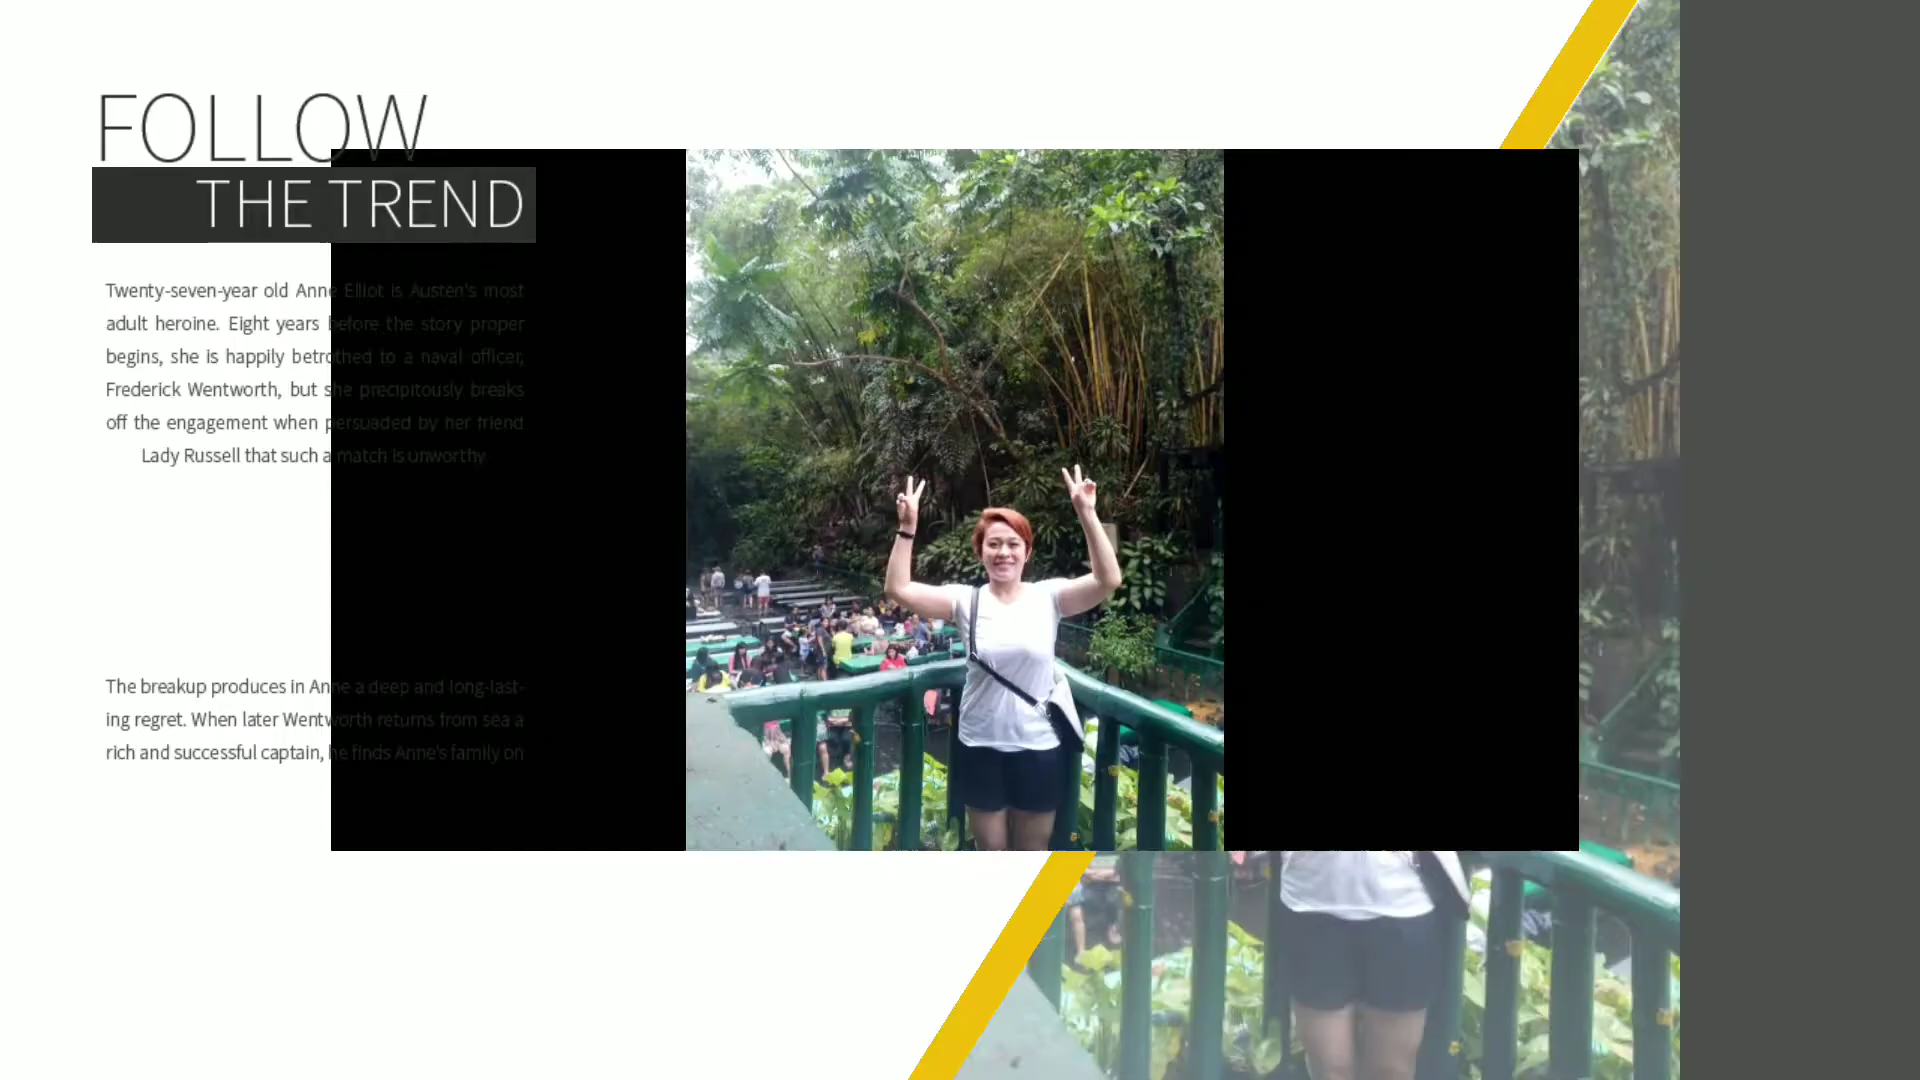 FOLLOW
THE TREND
Twenty-seven-year old Anne Elliot is Austen's most
adult heroine. Eight years before the story proper
begins, she is happily betrothed to a naval officer,
Frederick Wentworth, but she precipitously breaks
off the engagement when persuaded by her friend
Lady Russell that such a match is unworthy
The breakup produces in Anne a deep and long-last-
ing regret. When later Wentworth returns from sea a
rich and successful captain, he finds Anne's family on